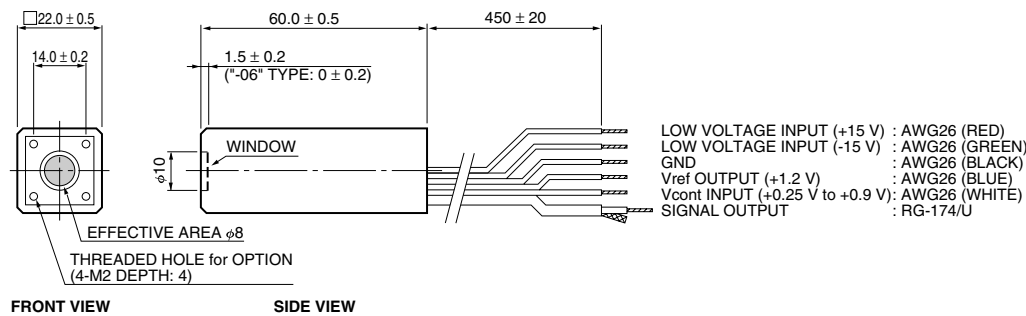 □22.0 ± 0.5
14.0 ± 0.2
60.0 ± 0.5
450 ± 20
1.5 ± 0.2
("-06" TYPE: 0 ± 0.2)
WINDOW
φ10
EFFECTIVE AREA φ8
THREADED HOLE for OPTION
(4-M2 DEPTH: 4)
FRONT VIEW
SIDE VIEW
LOW VOLTAGE INPUT (+15 V) : AWG26 (RED)
LOW VOLTAGE INPUT (-15 V) : AWG26 (GREEN)
GND : AWG26 (BLACK)
Vref OUTPUT (+1.2 V) : AWG26 (BLUE)
Vcont INPUT (+0.25 V to +0.9 V): AWG26 (WHITE)
SIGNAL OUTPUT : RG-174/U